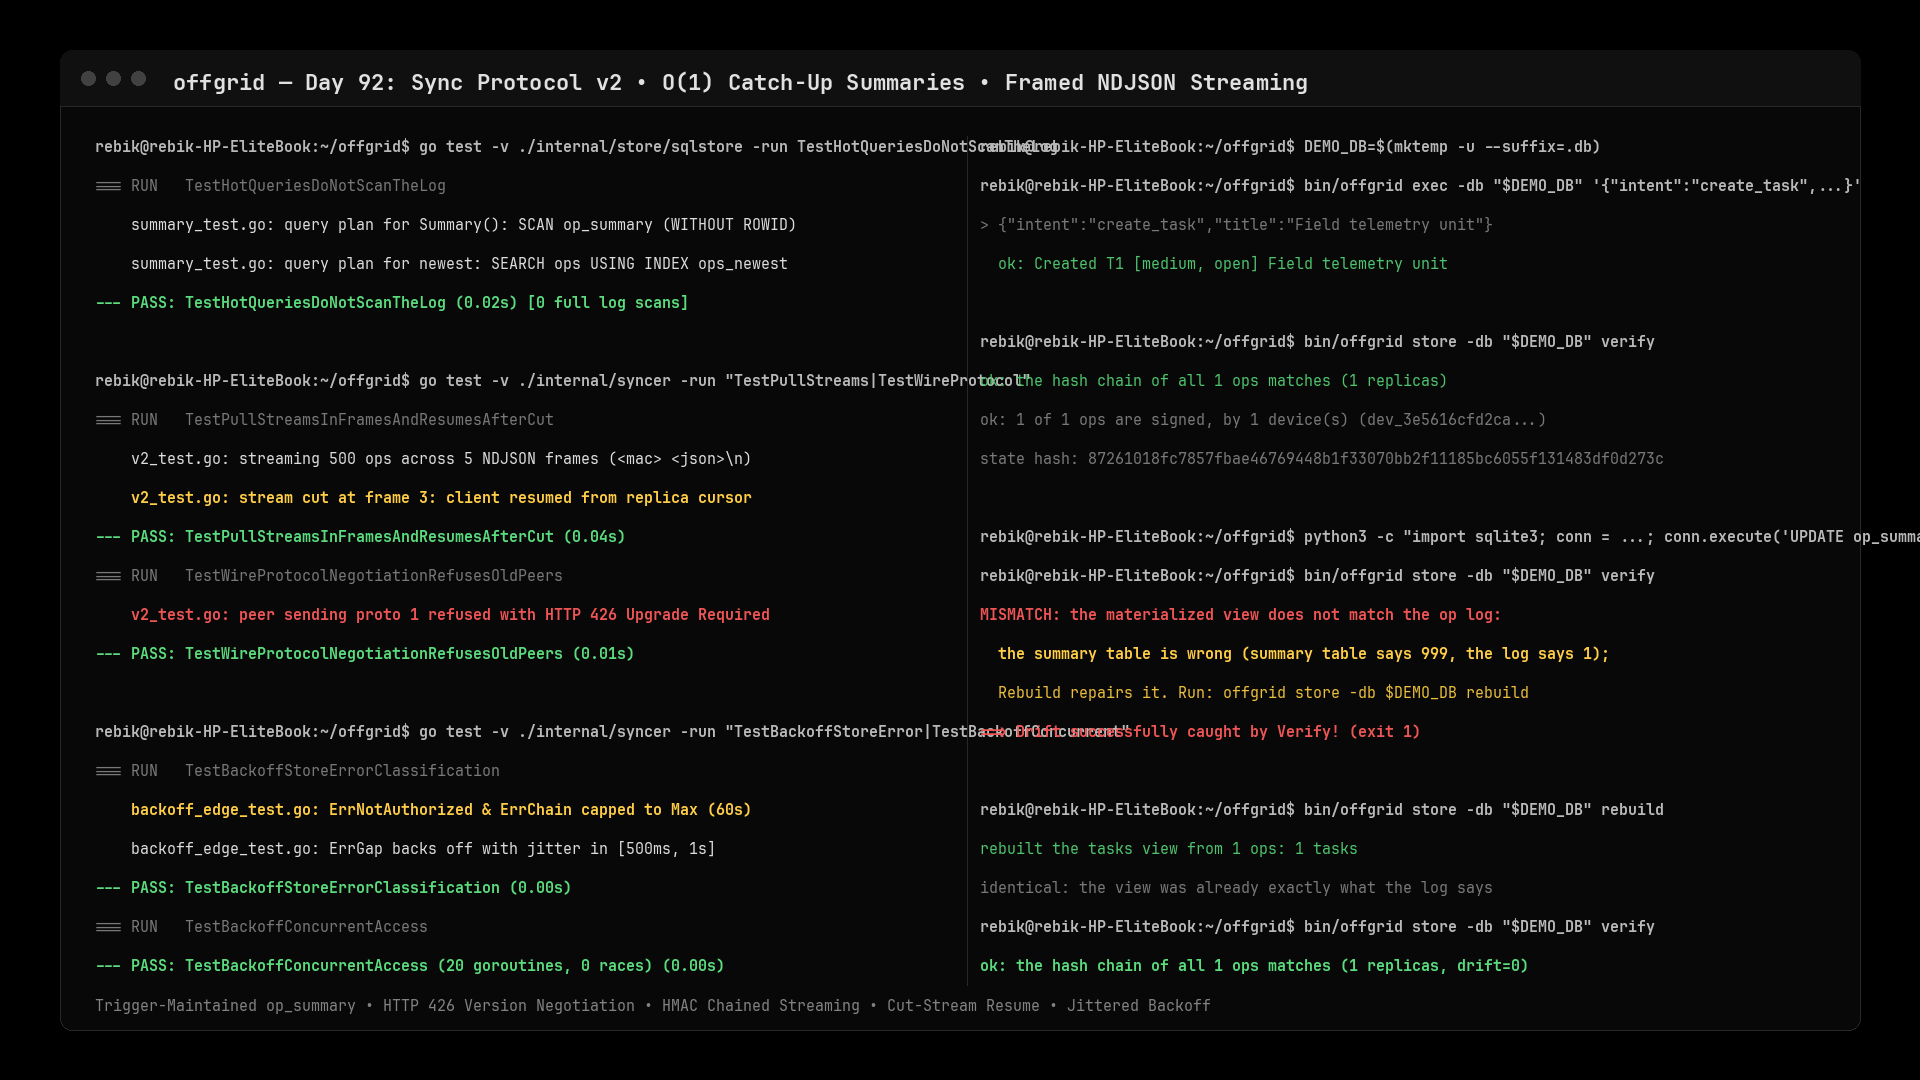 offgrid — Day 92: Sync Protocol v2 • O(1) Catch-Up Summaries • Framed NDJSON Streaming
rebik@rebik-HP-EliteBook:~/offgrid$ go test -v ./internal/store/sqlstore -run TestHotQueriesDoNotScanTheLog
=== RUN   TestHotQueriesDoNotScanTheLog
summary_test.go: query plan for Summary(): SCAN op_summary (WITHOUT ROWID)
summary_test.go: query plan for newest: SEARCH ops USING INDEX ops_newest
--- PASS: TestHotQueriesDoNotScanTheLog (0.02s) [0 full log scans]
rebik@rebik-HP-EliteBook:~/offgrid$ go test -v ./internal/syncer -run "TestPullStreams|TestWireProtocol"
=== RUN   TestPullStreamsInFramesAndResumesAfterCut
v2_test.go: streaming 500 ops across 5 NDJSON frames (<mac> <json>\n)
v2_test.go: stream cut at frame 3: client resumed from replica cursor
--- PASS: TestPullStreamsInFramesAndResumesAfterCut (0.04s)
=== RUN   TestWireProtocolNegotiationRefusesOldPeers
v2_test.go: peer sending proto 1 refused with HTTP 426 Upgrade Required
--- PASS: TestWireProtocolNegotiationRefusesOldPeers (0.01s)
rebik@rebik-HP-EliteBook:~/offgrid$ go test -v ./internal/syncer -run "TestBackoffStoreError|TestBackoffConcurrent"
=== RUN   TestBackoffStoreErrorClassification
backoff_edge_test.go: ErrNotAuthorized & ErrChain capped to Max (60s)
backoff_edge_test.go: ErrGap backs off with jitter in [500ms, 1s]
--- PASS: TestBackoffStoreErrorClassification (0.00s)
=== RUN   TestBackoffConcurrentAccess
--- PASS: TestBackoffConcurrentAccess (20 goroutines, 0 races) (0.00s)
rebik@rebik-HP-EliteBook:~/offgrid$ DEMO_DB=$(mktemp -u --suffix=.db)
rebik@rebik-HP-EliteBook:~/offgrid$ bin/offgrid exec -db "$DEMO_DB" '{"intent":"create_task",...}'
> {"intent":"create_task","title":"Field telemetry unit"}
ok: Created T1 [medium, open] Field telemetry unit
rebik@rebik-HP-EliteBook:~/offgrid$ bin/offgrid store -db "$DEMO_DB" verify
ok: the hash chain of all 1 ops matches (1 replicas)
ok: 1 of 1 ops are signed, by 1 device(s) (dev_3e5616cfd2ca...)
state hash: 87261018fc7857fbae46769448b1f33070bb2f11185bc6055f131483df0d273c
rebik@rebik-HP-EliteBook:~/offgrid$ python3 -c "import sqlite3; conn = ...; conn.execute('UPDATE op_summa
rebik@rebik-HP-EliteBook:~/offgrid$ bin/offgrid store -db "$DEMO_DB" verify
MISMATCH: the materialized view does not match the op log:
the summary table is wrong (summary table says 999, the log says 1);
Rebuild repairs it. Run: offgrid store -db $DEMO_DB rebuild
Drift successfully caught by Verify! (exit 1)
rebik@rebik-HP-EliteBook:~/offgrid$ bin/offgrid store -db "$DEMO_DB" rebuild
rebuilt the tasks view from 1 ops: 1 tasks
identical: the view was already exactly what the log says
rebik@rebik-HP-EliteBook:~/offgrid$ bin/offgrid store -db "$DEMO_DB" verify
ok: the hash chain of all 1 ops matches (1 replicas, drift=0)
Trigger-Maintained op_summary • HTTP 426 Version Negotiation • HMAC Chained Streaming • Cut-Stream Resume • Jittered Backoff